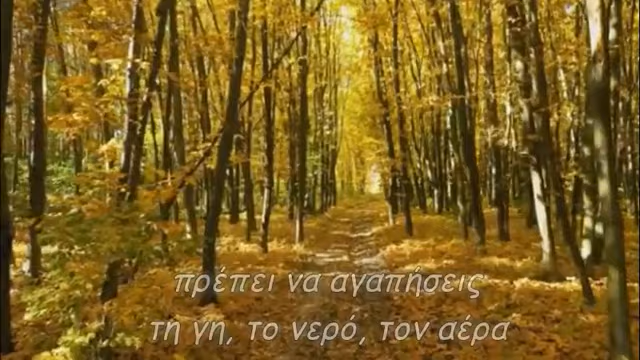 πρέπει να αγαπήσεις
τη γη, το νερό, τον αέρα